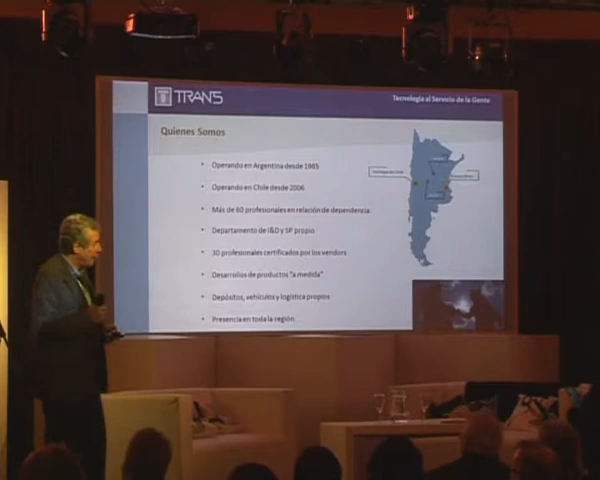 TRANS
Tecnología al Servicio de la Gente
Quienes Somos
• Operando en Argentina desde 1985
• Operando en Chile desde 2006
• Más de 60 profesionales en relación de dependencia
• Departamento de I&D y SP propio
• 30 profesionales certificados por los vendors
• Desarrollos de productos "a medida"
• Depósitos, vehículos y logística propios
• Presencia en toda la región